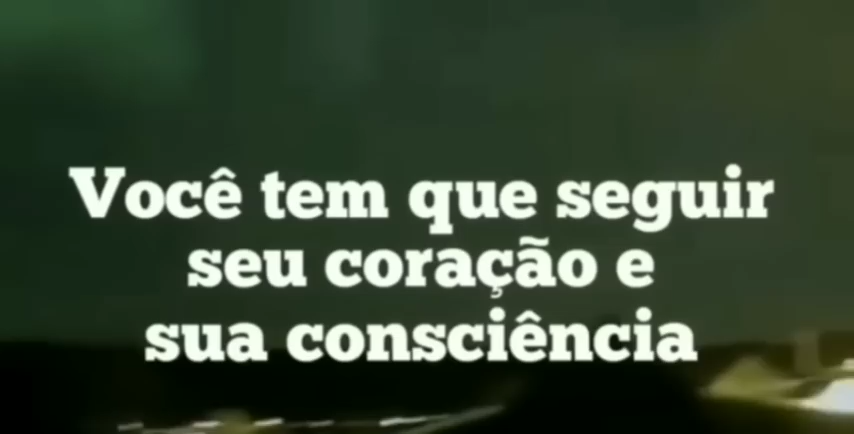 Você tem que seguir
seu coração e
sua consciência